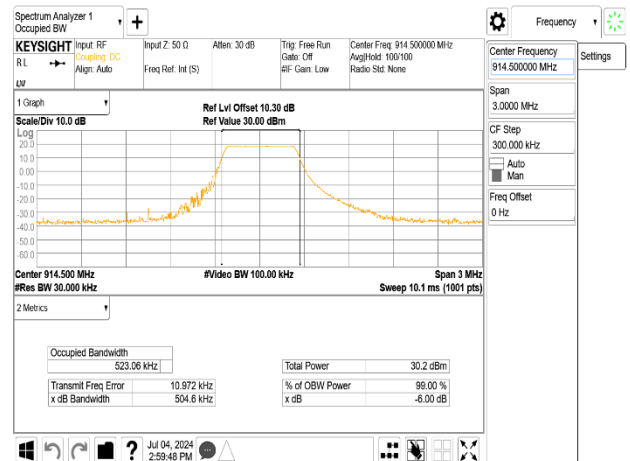 Spectrum Analyzer 1
Occupied BW
+
Frequency
KEYSIGHT
Input: RF
Input Z: 50 Ω
Atten: 30 dB
Trig: Free Run
Center Freq: 914.500000 MHz
RL
Coupling: DC
Gate: Off
Avg|Hold: 100/100
Align: Auto
Freq Ref: Int (S)
#IF Gain: Low
Radio Std: None
LXI
Center Frequency
914.500000 MHz
Settings
Span
3.0000 MHz
CF Step
300.000 kHz
Auto
Man
Freq Offset
0 Hz
1 Graph
Ref Lvl Offset 10.30 dB
Scale/Div 10.0 dB
Ref Value 30.00 dBm
Log
20.0
10.0
0.00
-10.0
-20.0
-30.0
-40.0
-50.0
-60.0
Center 914.500 MHz
#Video BW 100.00 kHz
Span 3 MHz
#Res BW 30.000 kHz
Sweep 10.1 ms (1001 pts)
2 Metrics
Occupied Bandwidth
523.06 kHz
Total Power
30.2 dBm
Transmit Freq Error
10.972 kHz
% of OBW Power
99.00 %
x dB Bandwidth
504.6 kHz
x dB
-6.00 dB
?
Jul 04, 2024
2:59:48 PM